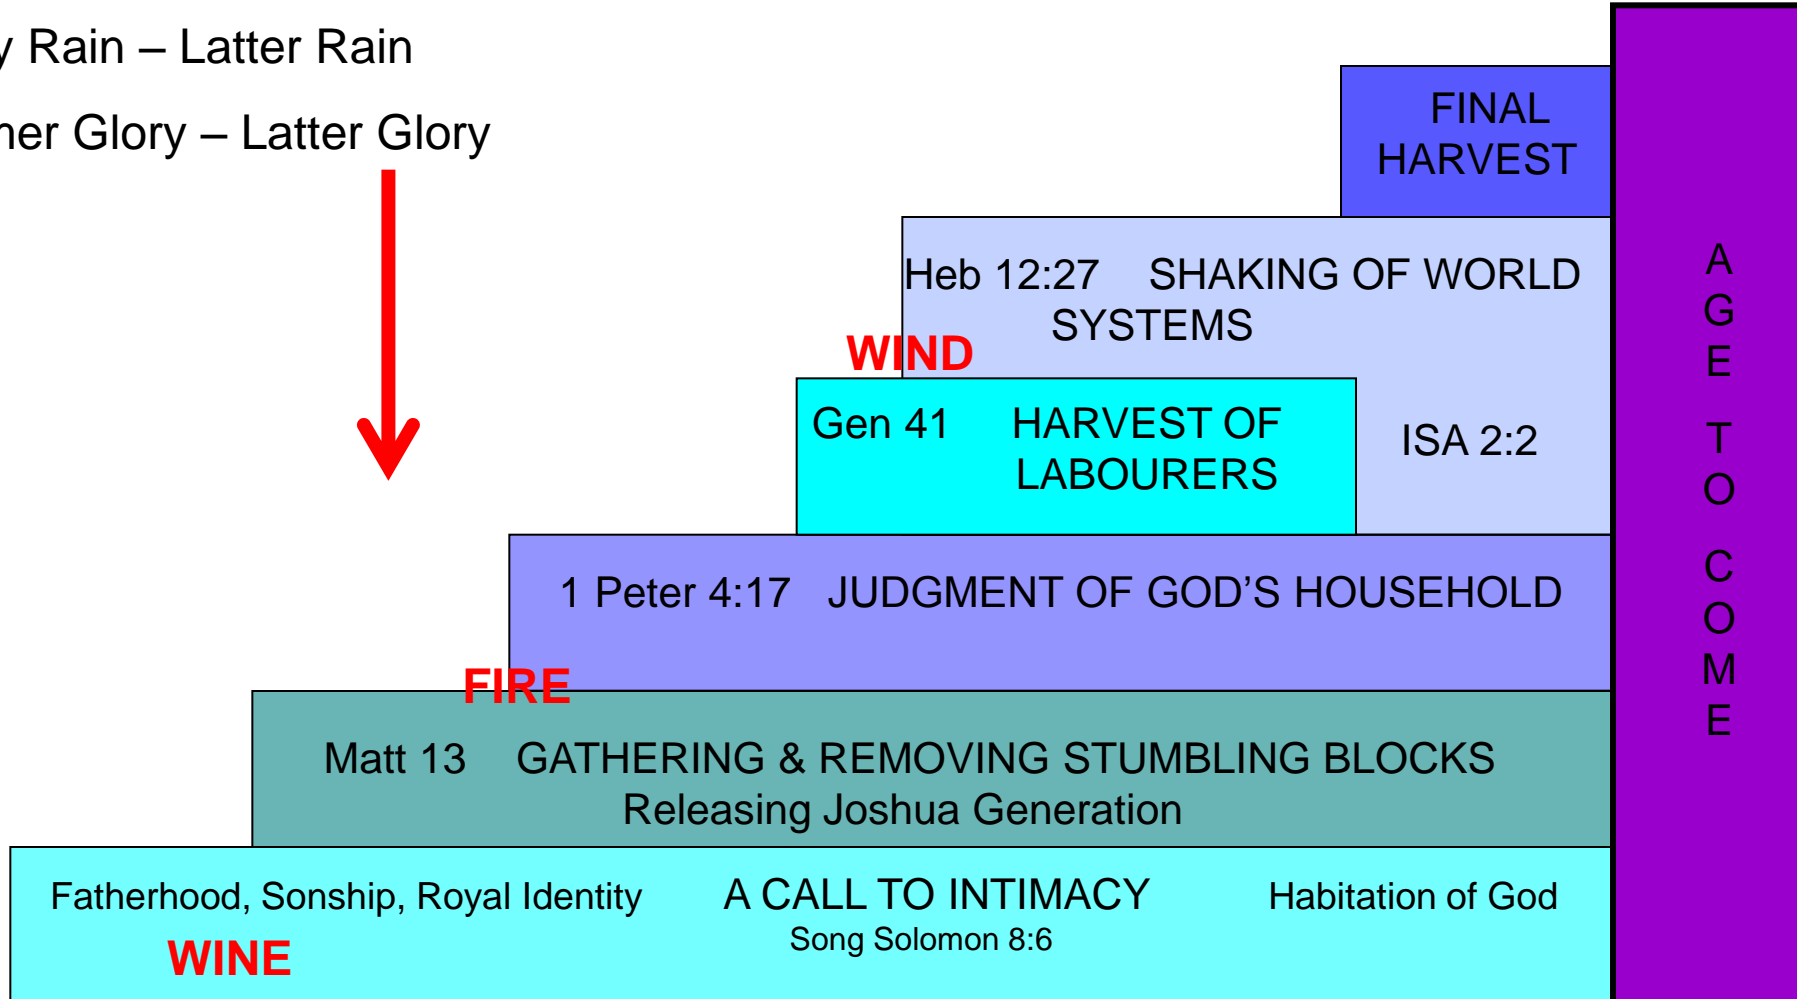 Rain – Latter Rain
Glory – Latter Glory
FINAL
HARVEST
Heb 12:27 SHAKING OF WORLD
SYSTEMS
WIND
Gen 41 HARVEST OF
LABOURERS
ISA 2:2
1 Peter 4:17 JUDGMENT OF GOD’S HOUSEHOLD
FIRE
Matt 13 GATHERING & REMOVING STUMBLING BLOCKS
Releasing Joshua Generation
Fatherhood, Sonship, Royal Identity A CALL TO INTIMACY Habitation of God
Song Solomon 8:6
WINE
AGE TO COME